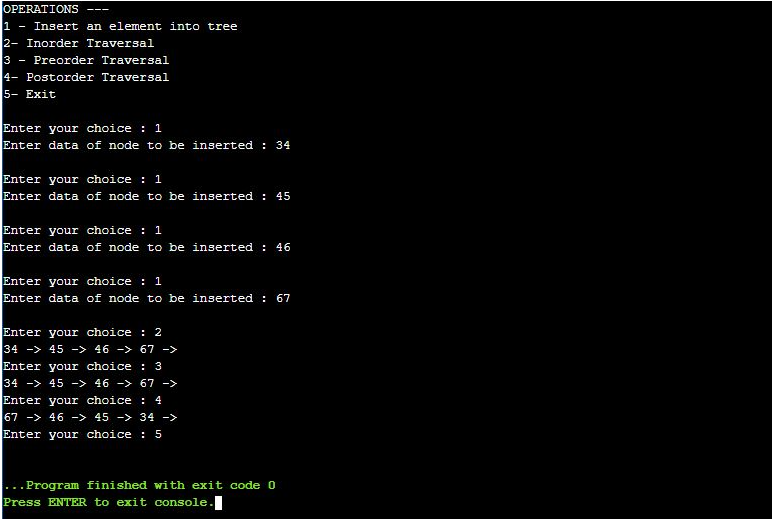 OPERATIONS ---
1 - Insert an element into tree
2- Inorder Traversal
3 - Preorder Traversal
4- Postorder Traversal
5- Exit
Enter your choice : 1
Enter data of node to be inserted : 34
Enter your choice : 1
Enter data of node to be inserted : 45
Enter your choice : 1
Enter data of node to be inserted : 46
Enter your choice : 1
Enter data of node to be inserted : 67
Enter your choice : 2
34 -> 45 -> 46 -> 67 ->
Enter your choice : 3
34 -> 45 -> 46 -> 67 ->
Enter your choice : 4
67 -> 46 -> 45 -> 34 ->
Enter your choice : 5
...Program finished with exit code 0
Press ENTER to exit console.